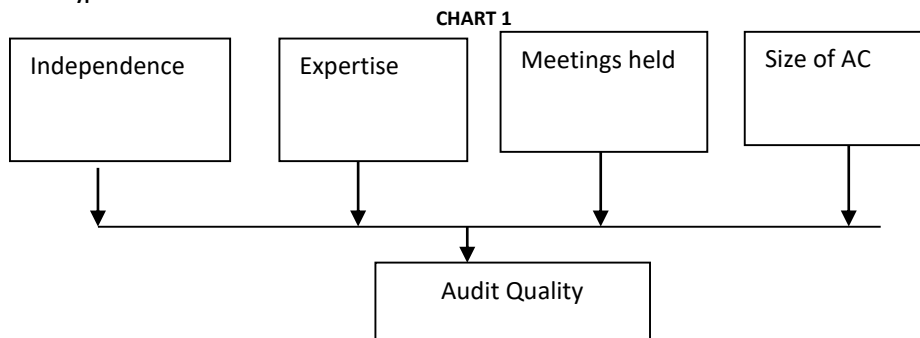 CHART 1
Independence
Expertise
Meetings held
Size of AC
Audit Quality